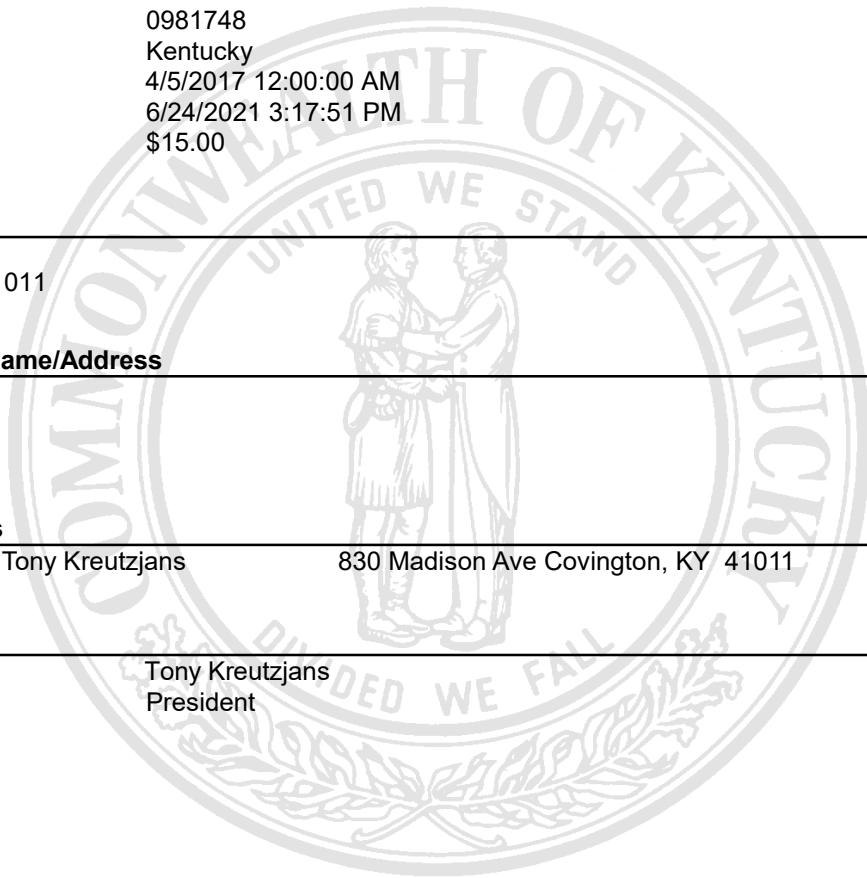 0981748
Kentucky
4/5/2017 12:00:00 AM
6/24/2021 3:17:51 PM
$15.00
COMMONWEALTH OF KENTUCKY
UNITED WE STAND
011
ame/Address
s
Tony Kreutzjans 830 Madison Ave Covington, KY 41011
Tony Kreutzjans
President
DIVIDED WE FALL